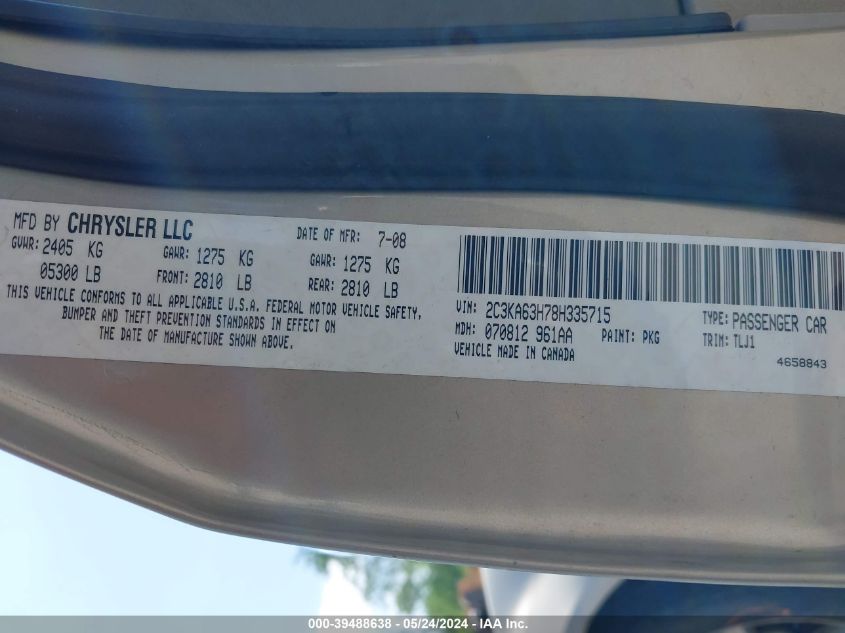 MFD BY CHRYSLER LLC DATE OF MFR: 7-08
GVWR: 2405 KG GAWR: 1275 KG GAWR: 1275 KG
05300 LB FRONT: 2810 LB REAR: 2810 LB
THIS VEHICLE CONFORMS TO ALL APPLICABLE U.S.A. FEDERAL MOTOR VEHICLE SAFETY,
BUMPER AND THEFT PREVENTION STANDARDS IN EFFECT ON
THE DATE OF MANUFACTURE SHOWN ABOVE.
VIN: 2C3KA63H78H335715 TYPE: PASSENGER CAR
MDH: 070812 961AA PAINT: PKG TRIM: TLJ1
VEHICLE MADE IN CANADA 4658843
000-39488638 - 05/24/2024 - IAA Inc.